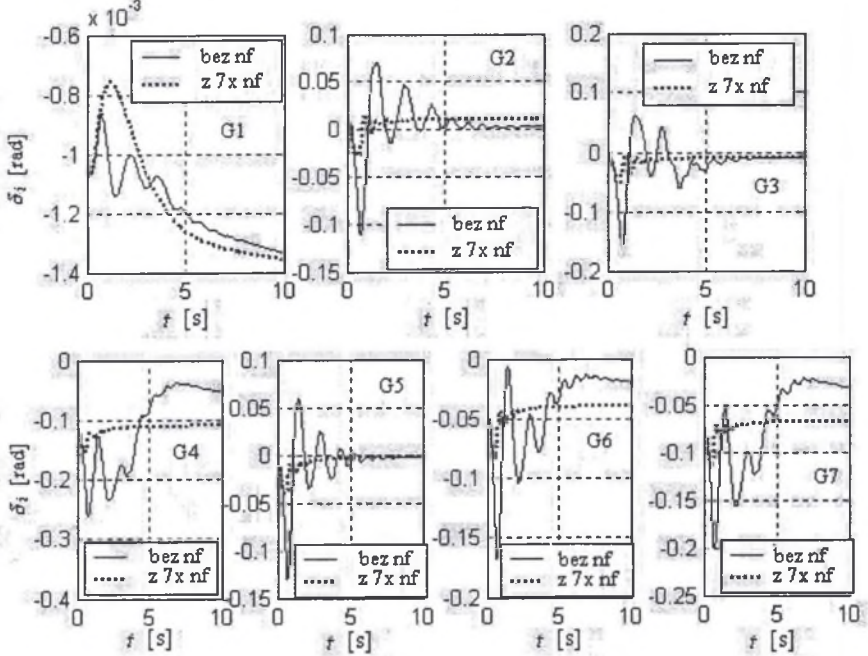 x 10⁻³
-0.6
-0.8
-1
-1.2
-1.4
δi [rad]
bez nf
z 7x nf
G1
0 5 10
t [s]
0.1
0.05
0
-0.05
-0.1
-0.15
G2
bez nf
z 7x nf
0 5 10
t [s]
0.2
0.1
0
-0.1
-0.2
bez nf
z 7x nf
G3
0 5 10
t [s]
0
-0.1
-0.2
-0.3
-0.4
δi [rad]
G4
bez nf
z 7x nf
0 5 10
t [s]
0.1
0.05
0
-0.05
-0.1
-0.15
G5
bez nf
z 7x nf
0 5 10
t [s]
0
-0.05
-0.1
-0.15
-0.2
G6
bez nf
z 7x nf
0 5 10
t [s]
0
-0.05
-0.1
-0.15
-0.2
-0.25
G7
bez nf
z 7x nf
0 5 10
t [s]